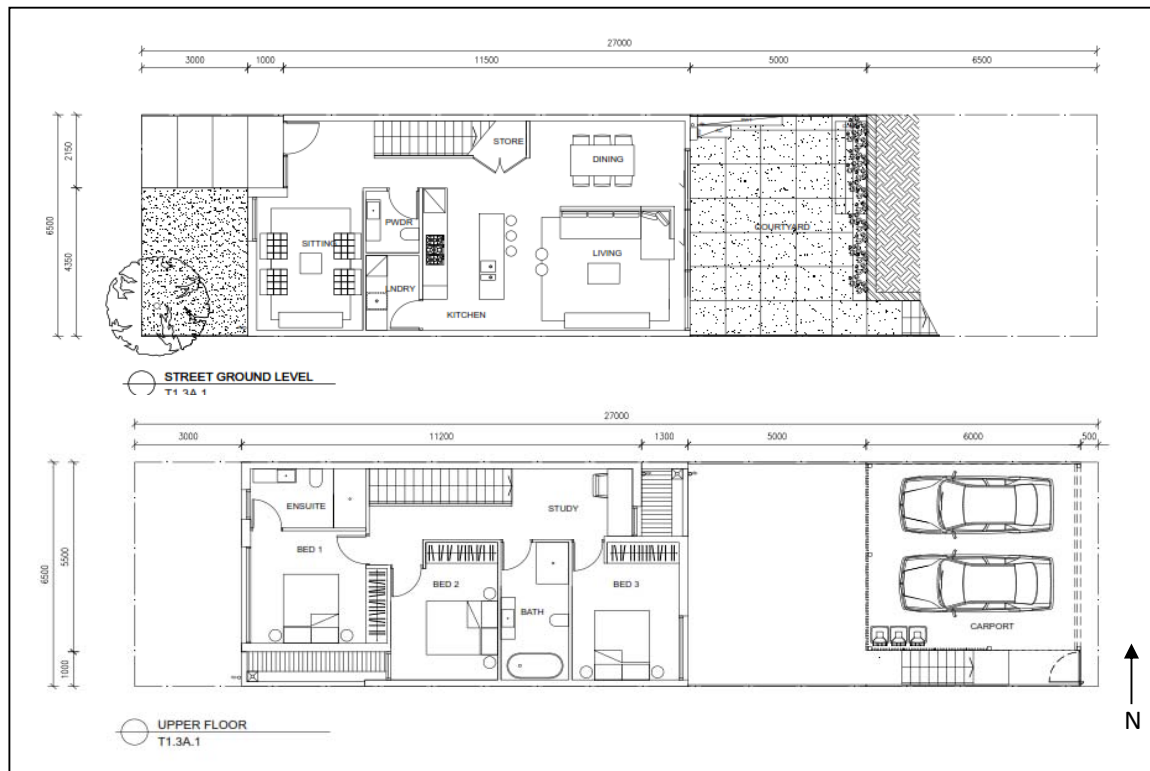 27000
3000 1000 11500 5000 6500
6500
2150
4350
STORE
DINING
PWDR
SITTING
COURTYARD
LIVING
LNDRY
KITCHEN
STREET GROUND LEVEL
T1.3A.1
27000
3000 11200 1300 5000 6000 500
6500
5500
1000
ENSUITE
STUDY
BED 1
BED 2
BED 3
BATH
CARPORT
N
UPPER FLOOR
T1.3A.1